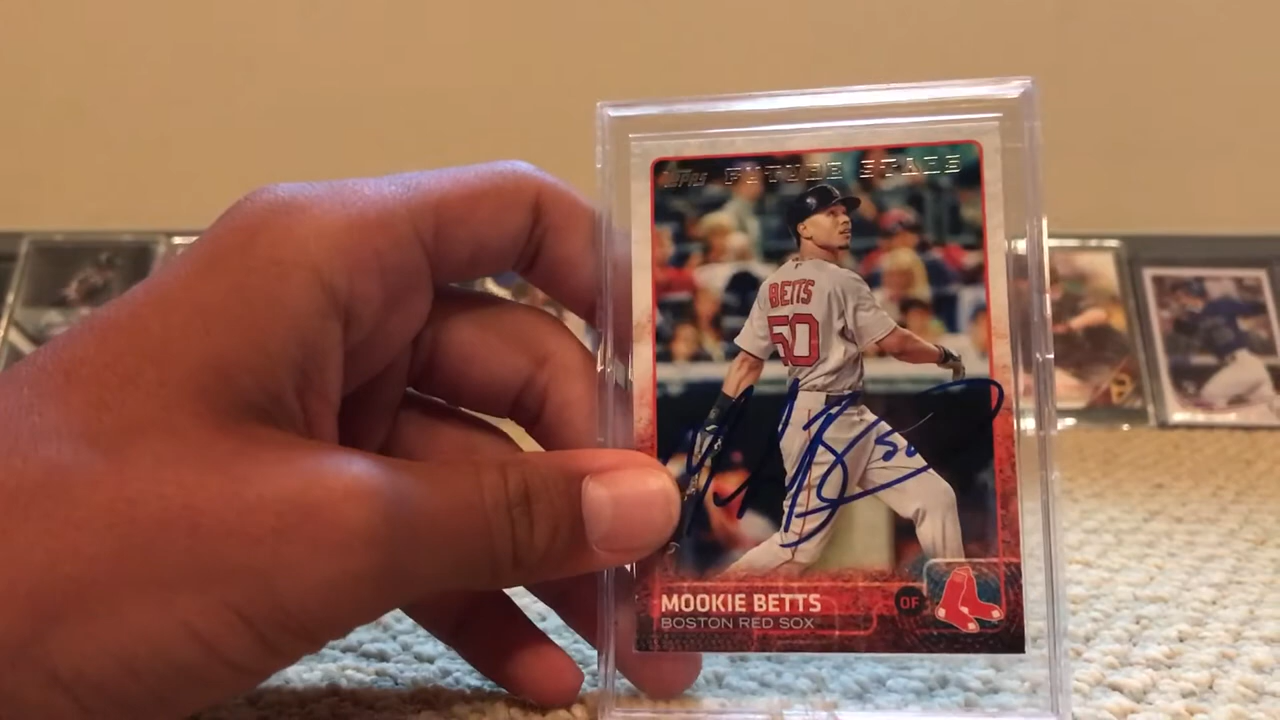 Topps FUTURE STARS
BETTS
50
MOOKIE BETTS OF
BOSTON RED SOX